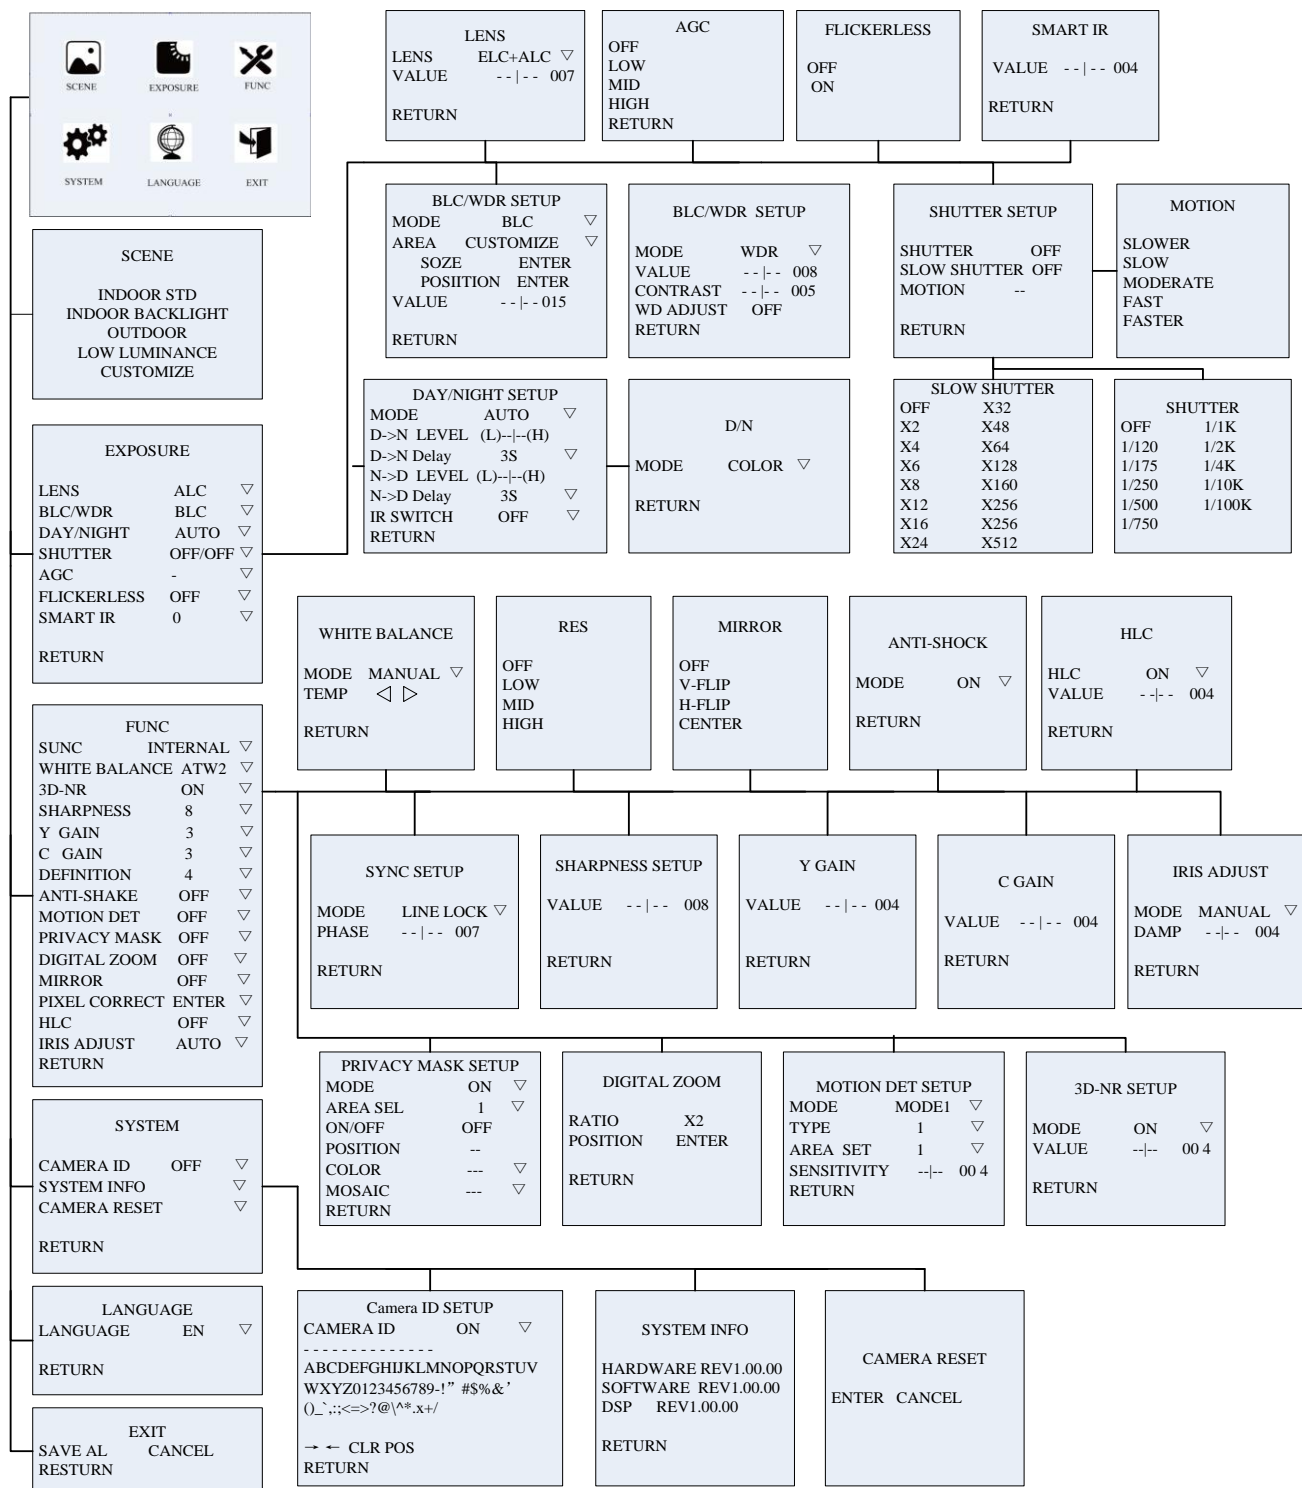 SCENE EXPOSURE FUNC
SYSTEM LANGUAGE EXIT
LENS
LENS ELC+ALC ▽
VALUE - - | - - 007
RETURN
AGC
OFF
LOW
MID
HIGH
RETURN
FLICKERLESS
OFF
ON
SMART IR
VALUE - - | - - 004
RETURN
SCENE
INDOOR STD
INDOOR BACKLIGHT
OUTDOOR
LOW LUMINANCE
CUSTOMIZE
BLC/WDR SETUP
MODE BLC ▽
AREA CUSTOMIZE ▽
SOZE ENTER
POSIITION ENTER
VALUE - - | - - 015
RETURN
BLC/WDR SETUP
MODE WDR ▽
VALUE - - | - - 008
CONTRAST - - | - - 005
WD ADJUST OFF
RETURN
SHUTTER SETUP
SHUTTER OFF
SLOW SHUTTER OFF
MOTION --
RETURN
MOTION
SLOWER
SLOW
MODERATE
FAST
FASTER
EXPOSURE
LENS ALC ▽
BLC/WDR BLC ▽
DAY/NIGHT AUTO ▽
SHUTTER OFF/OFF ▽
AGC - ▽
FLICKERLESS OFF ▽
SMART IR 0 ▽
RETURN
DAY/NIGHT SETUP
MODE AUTO ▽
D->N LEVEL (L)--|--(H)
D->N Delay 3S ▽
N->D LEVEL (L)--|--(H)
N->D Delay 3S ▽
IR SWITCH OFF ▽
RETURN
D/N
MODE COLOR ▽
RETURN
SLOW SHUTTER
OFF X32
X2 X48
X4 X64
X6 X128
X8 X160
X12 X256
X16 X256
X24 X512
SHUTTER
OFF 1/1K
1/120 1/2K
1/175 1/4K
1/250 1/10K
1/500 1/100K
1/750
WHITE BALANCE
MODE MANUAL ▽
TEMP ◁ ▷
RETURN
RES
OFF
LOW
MID
HIGH
MIRROR
OFF
V-FLIP
H-FLIP
CENTER
ANTI-SHOCK
MODE ON ▽
RETURN
HLC
HLC ON ▽
VALUE - -|- - 004
RETURN
FUNC
SUNC INTERNAL ▽
WHITE BALANCE ATW2 ▽
3D-NR ON ▽
SHARPNESS 8 ▽
Y GAIN 3 ▽
C GAIN 3 ▽
DEFINITION 4 ▽
ANTI-SHAKE OFF ▽
MOTION DET OFF ▽
PRIVACY MASK OFF ▽
DIGITAL ZOOM OFF ▽
MIRROR OFF ▽
PIXEL CORRECT ENTER ▽
HLC OFF ▽
IRIS ADJUST AUTO ▽
RETURN
SYNC SETUP
MODE LINE LOCK ▽
PHASE - - | - - 007
RETURN
SHARPNESS SETUP
VALUE - - | - - 008
RETURN
Y GAIN
VALUE - - | - - 004
RETURN
C GAIN
VALUE - - | - - 004
RETURN
IRIS ADJUST
MODE MANUAL ▽
DAMP - -|- - 004
RETURN
PRIVACY MASK SETUP
MODE ON ▽
AREA SEL 1 ▽
ON/OFF OFF
POSITION --
COLOR --- ▽
MOSAIC --- ▽
RETURN
DIGITAL ZOOM
RATIO X2
POSITION ENTER
RETURN
MOTION DET SETUP
MODE MODE1 ▽
TYPE 1 ▽
AREA SET 1 ▽
SENSITIVITY --|-- 00 4
RETURN
3D-NR SETUP
MODE ON ▽
VALUE --|-- 00 4
RETURN
SYSTEM
CAMERA ID OFF ▽
SYSTEM INFO ▽
CAMERA RESET ▽
RETURN
LANGUAGE
LANGUAGE EN ▽
RETURN
EXIT
SAVE AL CANCEL
RESTURN
Camera ID SETUP
CAMERA ID ON ▽
- - - - - - - - - - - - - -
ABCDEFGHIJKLMNOPQRSTUV
WXYZ0123456789-!” #$%&’
()_`,:;<=>?@\^*.x+/
→ ← CLR POS
RETURN
SYSTEM INFO
HARDWARE REV1.00.00
SOFTWARE REV1.00.00
DSP REV1.00.00
RETURN
CAMERA RESET
ENTER CANCEL